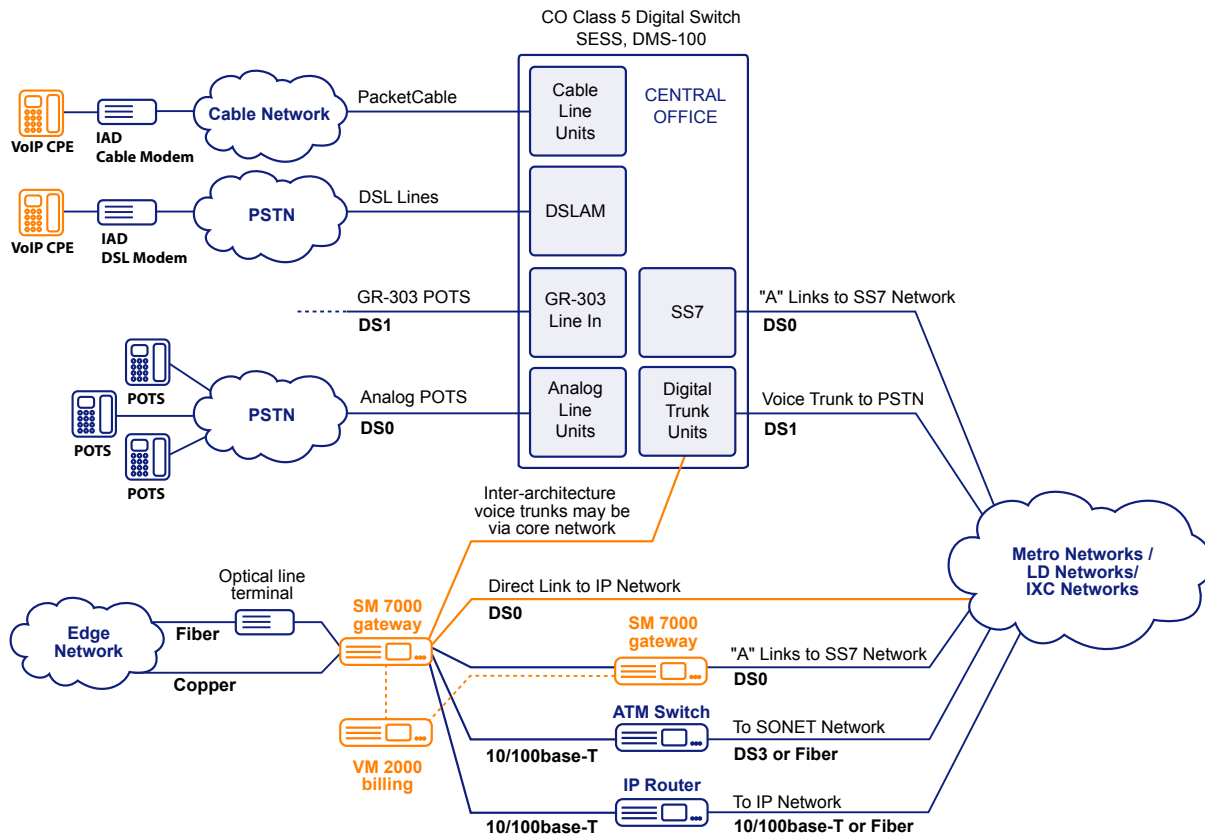 CO Class 5 Digital Switch
SESS, DMS-100
CENTRAL
OFFICE
VoIP CPE
IAD
Cable Modem
Cable Network
PacketCable
Cable
Line
Units
VoIP CPE
IAD
DSL Modem
PSTN
DSL Lines
DSLAM
GR-303 POTS
DS1
GR-303
Line In
SS7
"A" Links to SS7 Network
DS0
POTS
POTS
POTS
PSTN
Analog POTS
DS0
Analog
Line
Units
Digital
Trunk
Units
Voice Trunk to PSTN
DS1
Inter-architecture
voice trunks may be
via core network
Metro Networks /
LD Networks/
IXC Networks
Edge
Network
Optical line
terminal
Fiber
Copper
SM 7000
gateway
Direct Link to IP Network
DS0
SM 7000
gateway
"A" Links to SS7 Network
DS0
VM 2000
billing
10/100base-T
ATM Switch
To SONET Network
DS3 or Fiber
10/100base-T
IP Router
To IP Network
10/100base-T or Fiber